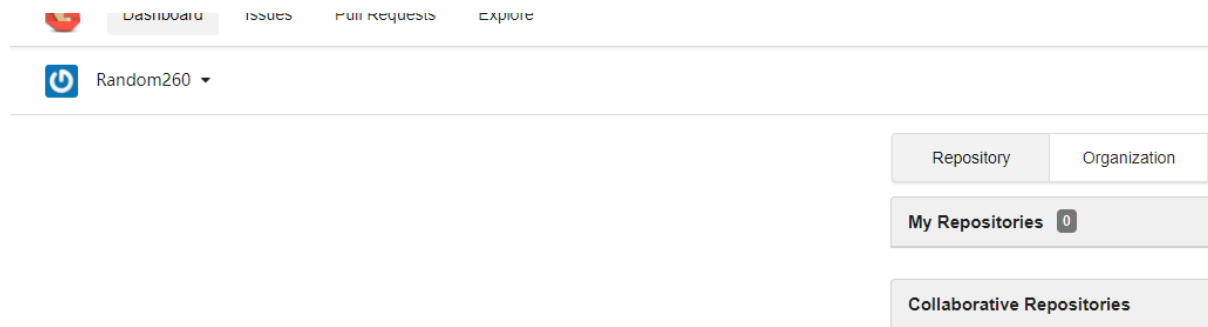 Dashboard Issues Pull Requests Explore
Random260
Repository Organization
My Repositories 0
Collaborative Repositories